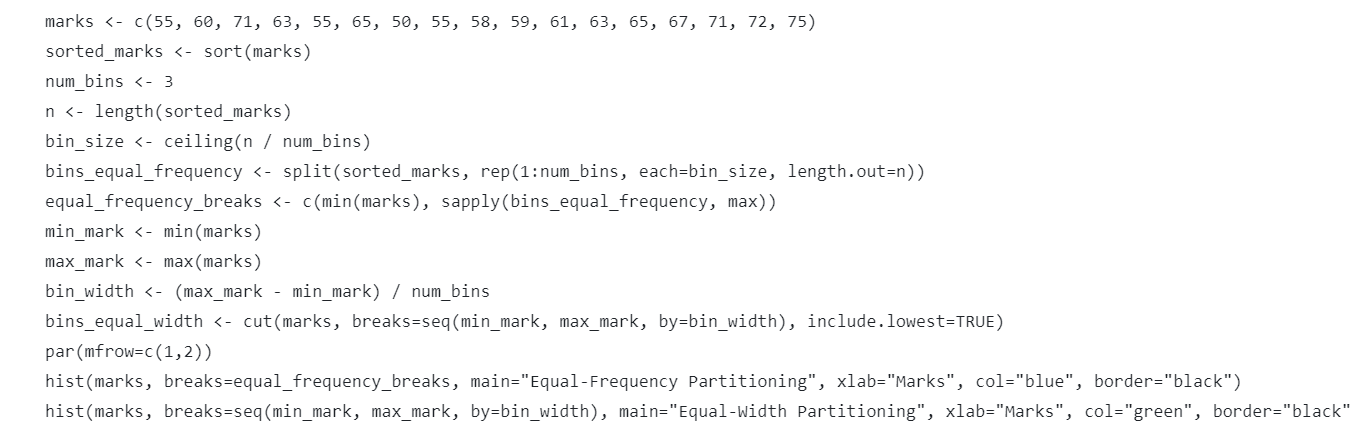 marks <- c(55, 60, 71, 63, 55, 65, 50, 55, 58, 59, 61, 63, 65, 67, 71, 72, 75)
sorted_marks <- sort(marks)
num_bins <- 3
n <- length(sorted_marks)
bin_size <- ceiling(n / num_bins)
bins_equal_frequency <- split(sorted_marks, rep(1:num_bins, each=bin_size, length.out=n))
equal_frequency_breaks <- c(min(marks), sapply(bins_equal_frequency, max))
min_mark <- min(marks)
max_mark <- max(marks)
bin_width <- (max_mark - min_mark) / num_bins
bins_equal_width <- cut(marks, breaks=seq(min_mark, max_mark, by=bin_width), include.lowest=TRUE)
par(mfrow=c(1,2))
hist(marks, breaks=equal_frequency_breaks, main="Equal-Frequency Partitioning", xlab="Marks", col="blue", border="black")
hist(marks, breaks=seq(min_mark, max_mark, by=bin_width), main="Equal-Width Partitioning", xlab="Marks", col="green", border="black"